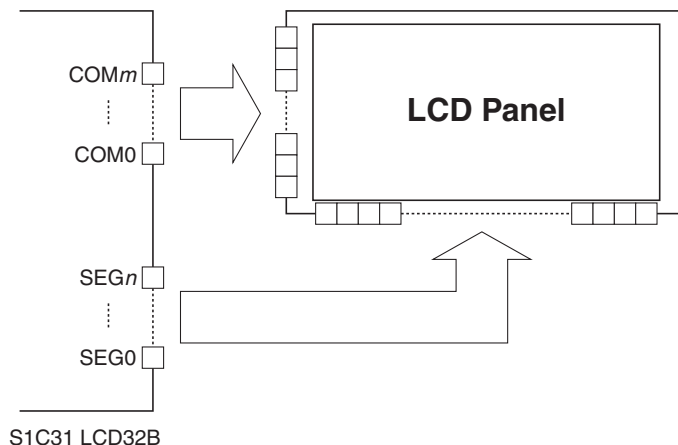 COMm
COM0
LCD Panel
SEGn
SEG0
S1C31 LCD32B